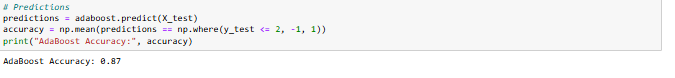 # Predictions
predictions = adaboost.predict(X_test)
accuracy = np.mean(predictions == np.where(y_test <= 2, -1, 1))
print("AdaBoost Accuracy:", accuracy)
AdaBoost Accuracy: 0.87